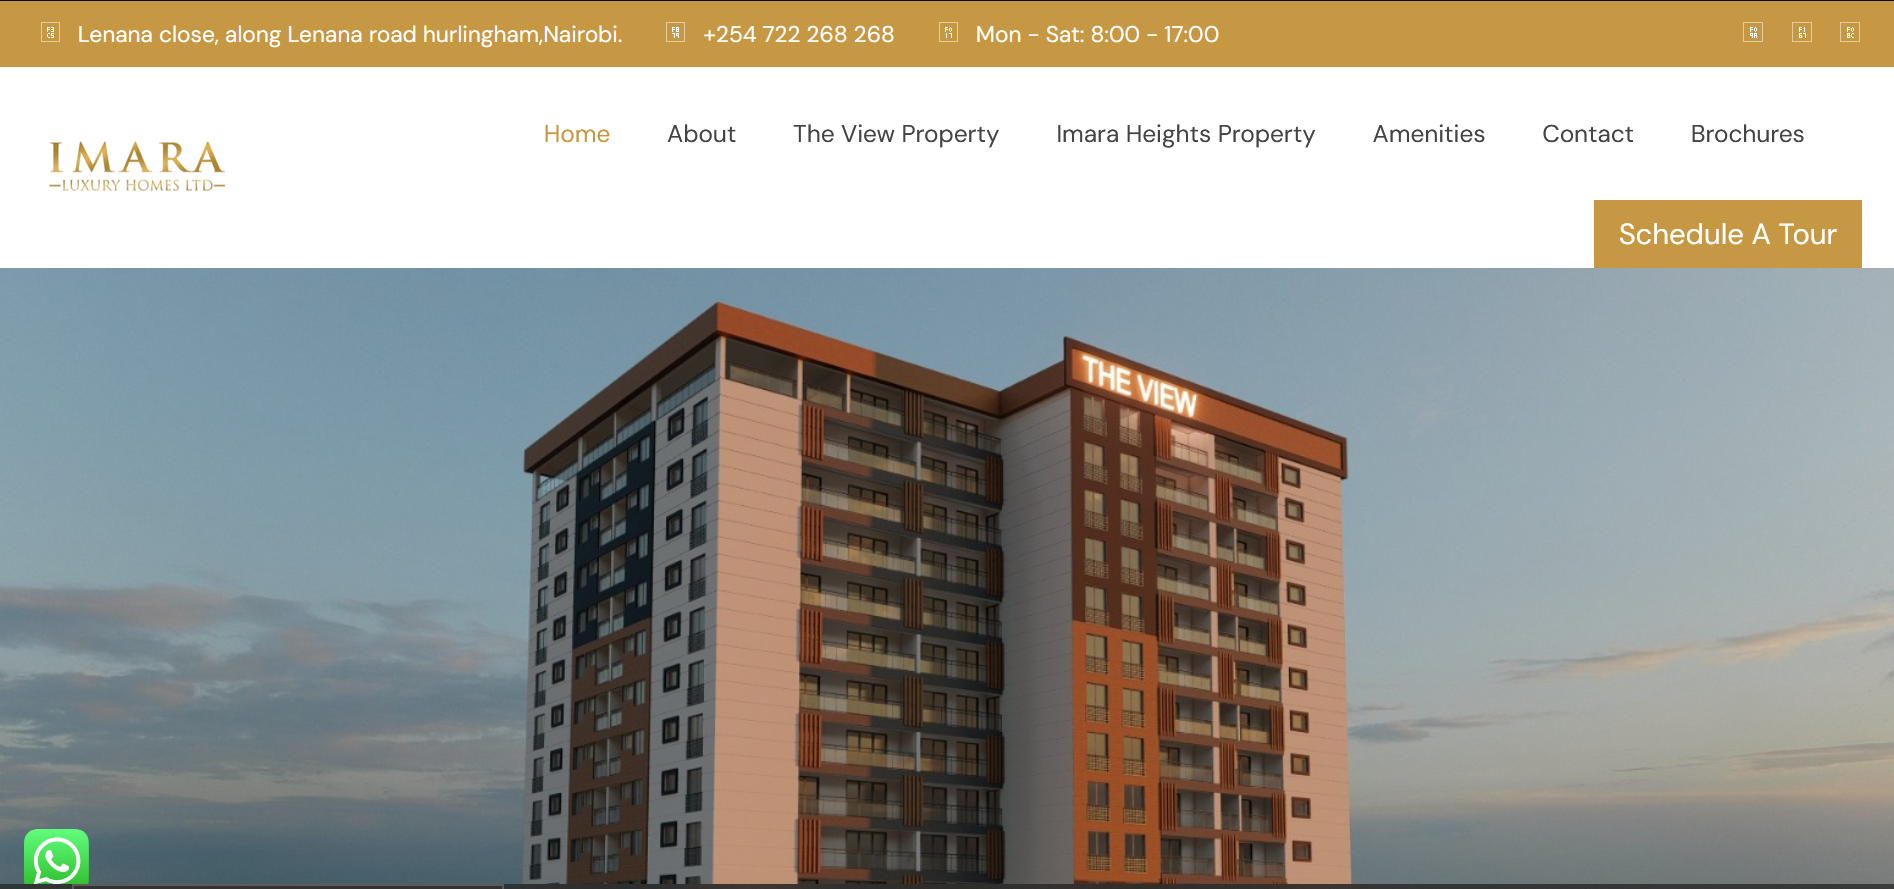 Lenana close, along Lenana road hurlingham,Nairobi. +254 722 268 268 Mon - Sat: 8:00 - 17:00
IMARA
LUXURY HOMES LTD
Home About The View Property Imara Heights Property Amenities Contact Brochures
Schedule A Tour
THE VIEW